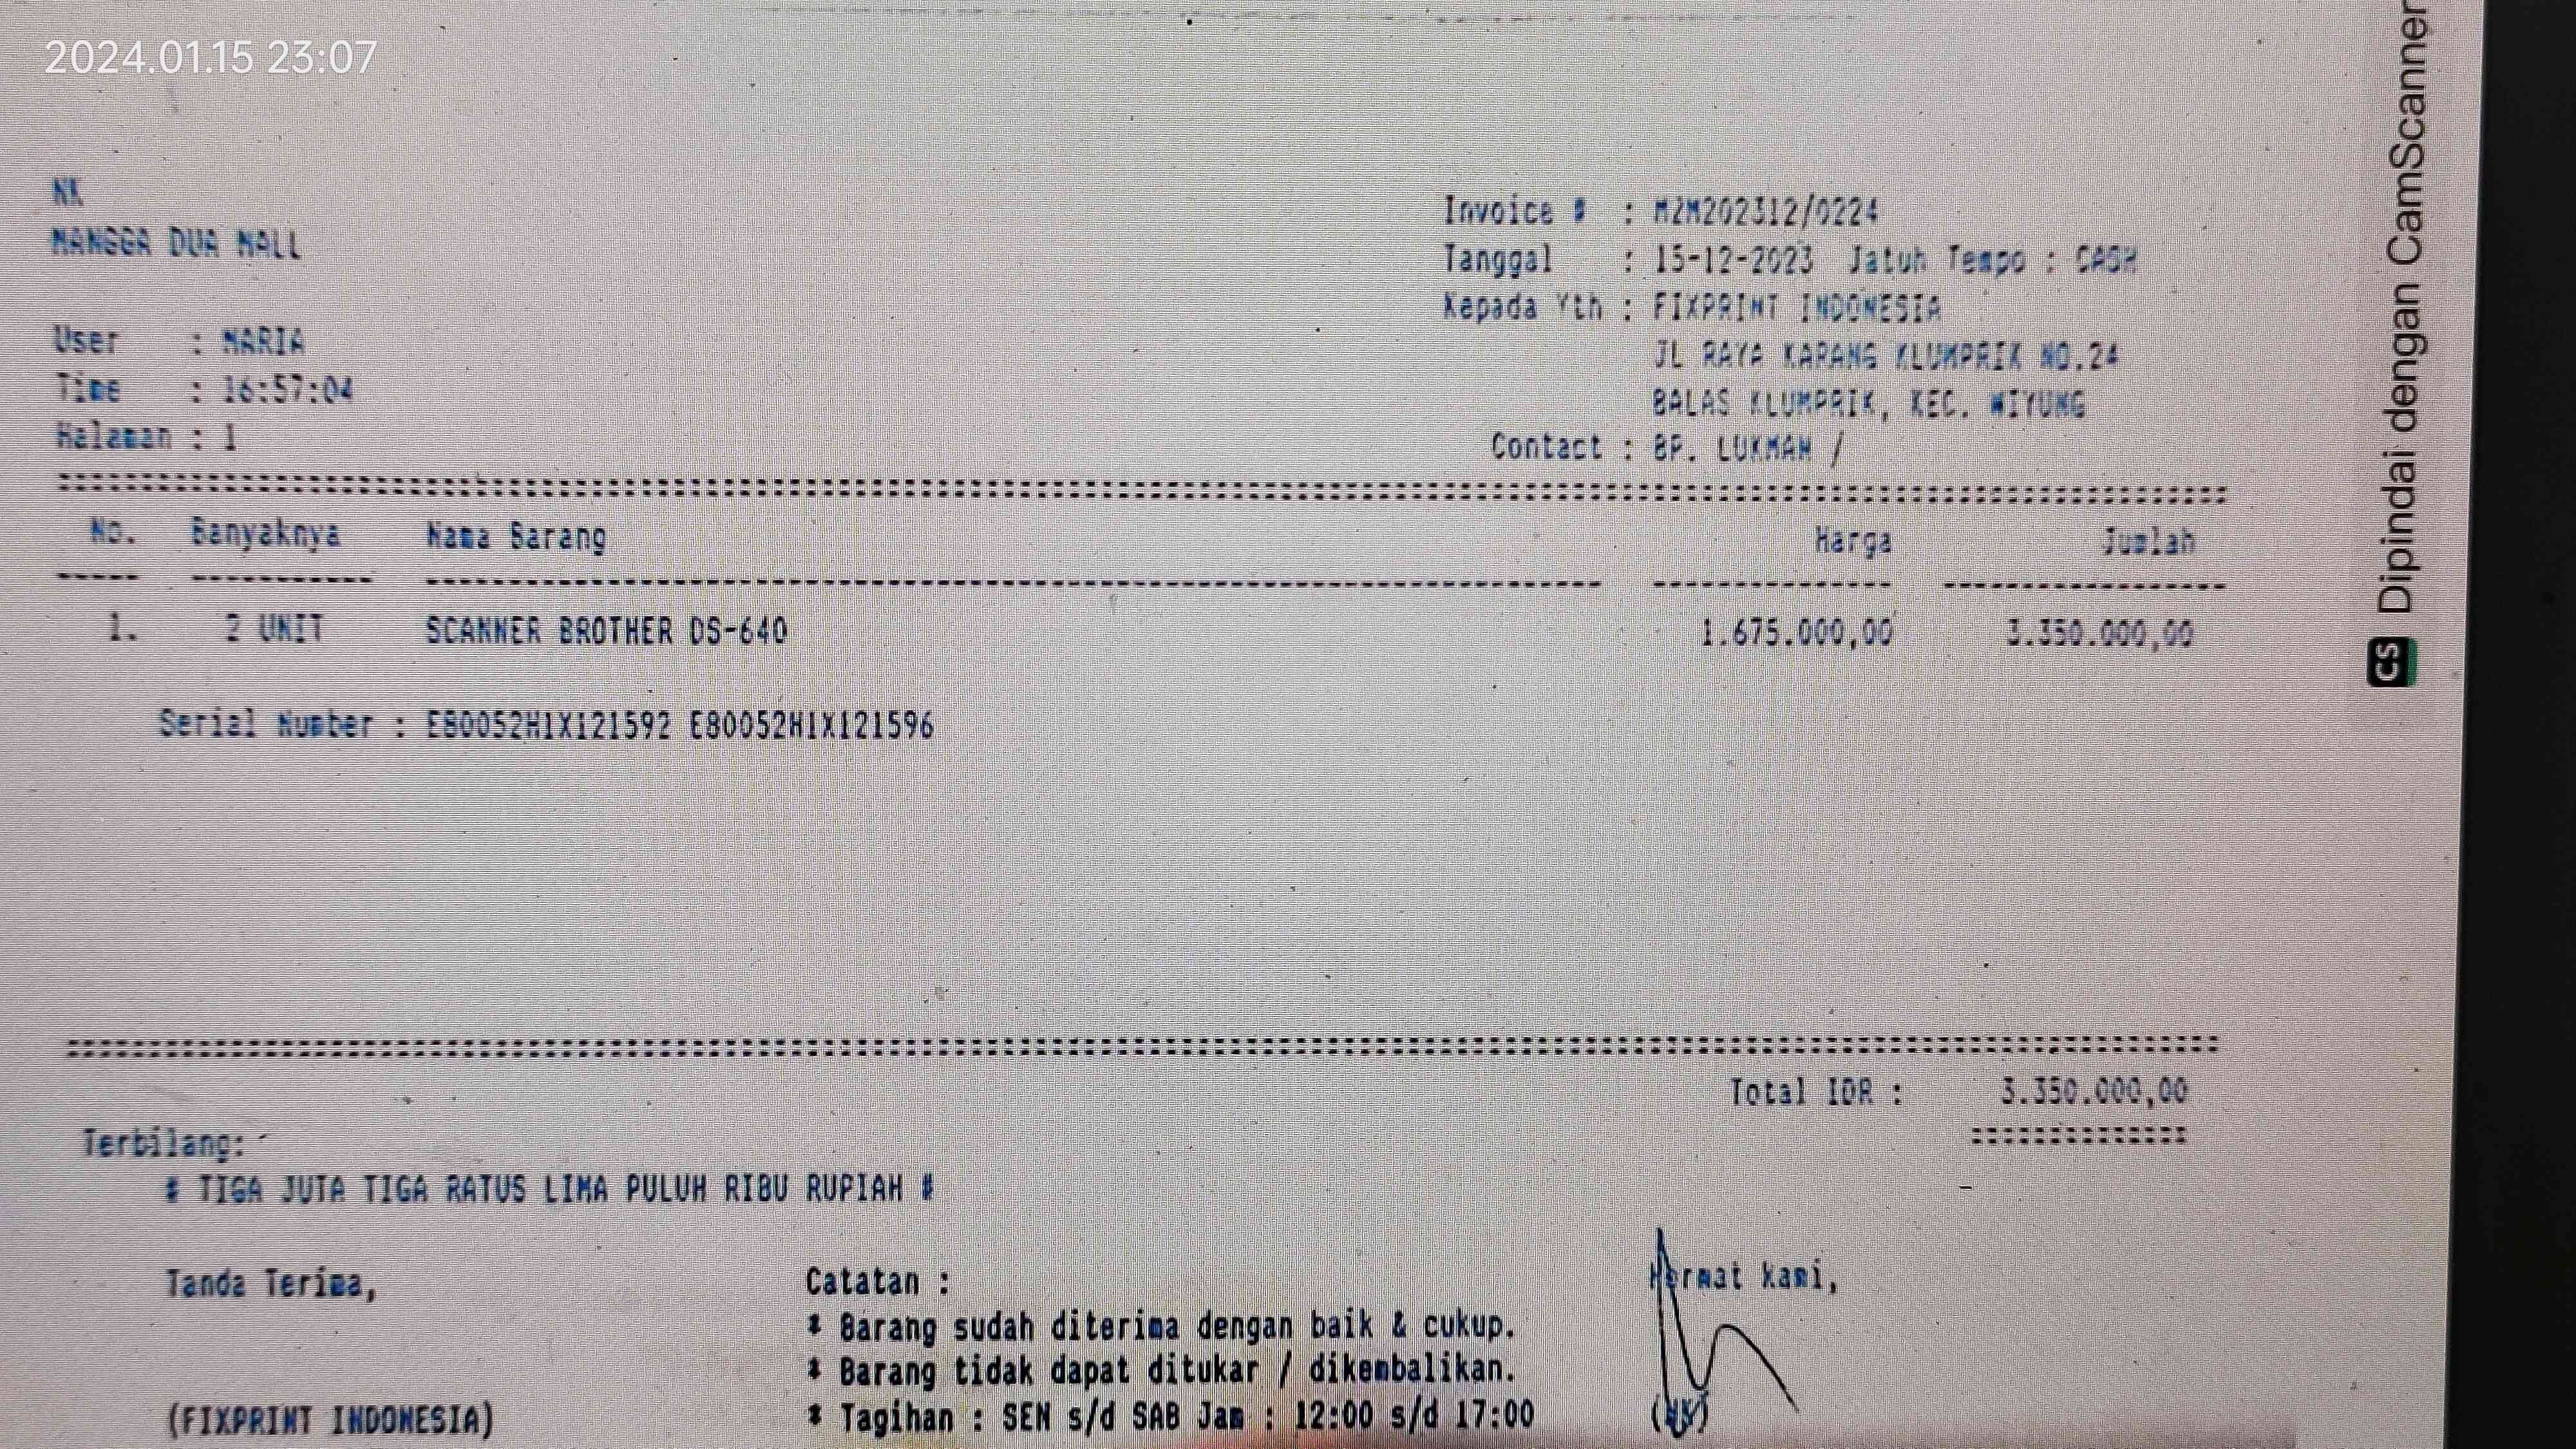 2024.01.15 23:07
NK
MANGGA DUA MALL
User : MARIA
Time : 16:57:04
Halaman : 1
Invoice # : M2M202312/0224
Tanggal : 15-12-2023 Jatuh Tempo : CASH
Kepada Yth : FIXPRINT INDONESIA
JL RAYA KARANG KLUMPRIK NO.24
BALAS KLUMPRIK, KEC. WIYUNG
Contact : BP. LUKMAN /
No. Banyaknya Nama Barang Harga Jumlah
1. 2 UNIT SCANNER BROTHER DS-640 1.675.000,00 3.350.000,00
Serial Number : E80052H1X121592 E80052H1X121596
Total IDR : 3.350.000,00
Terbilang:
# TIGA JUTA TIGA RATUS LIMA PULUH RIBU RUPIAH #
Tanda Terima,
(FIXPRINT INDONESIA)
Catatan :
* Barang sudah diterima dengan baik & cukup.
* Barang tidak dapat ditukar / dikembalikan.
* Tagihan : SEN s/d SAB Jam : 12:00 s/d 17:00
Hormat kami,
CS Dipindai dengan CamScanner